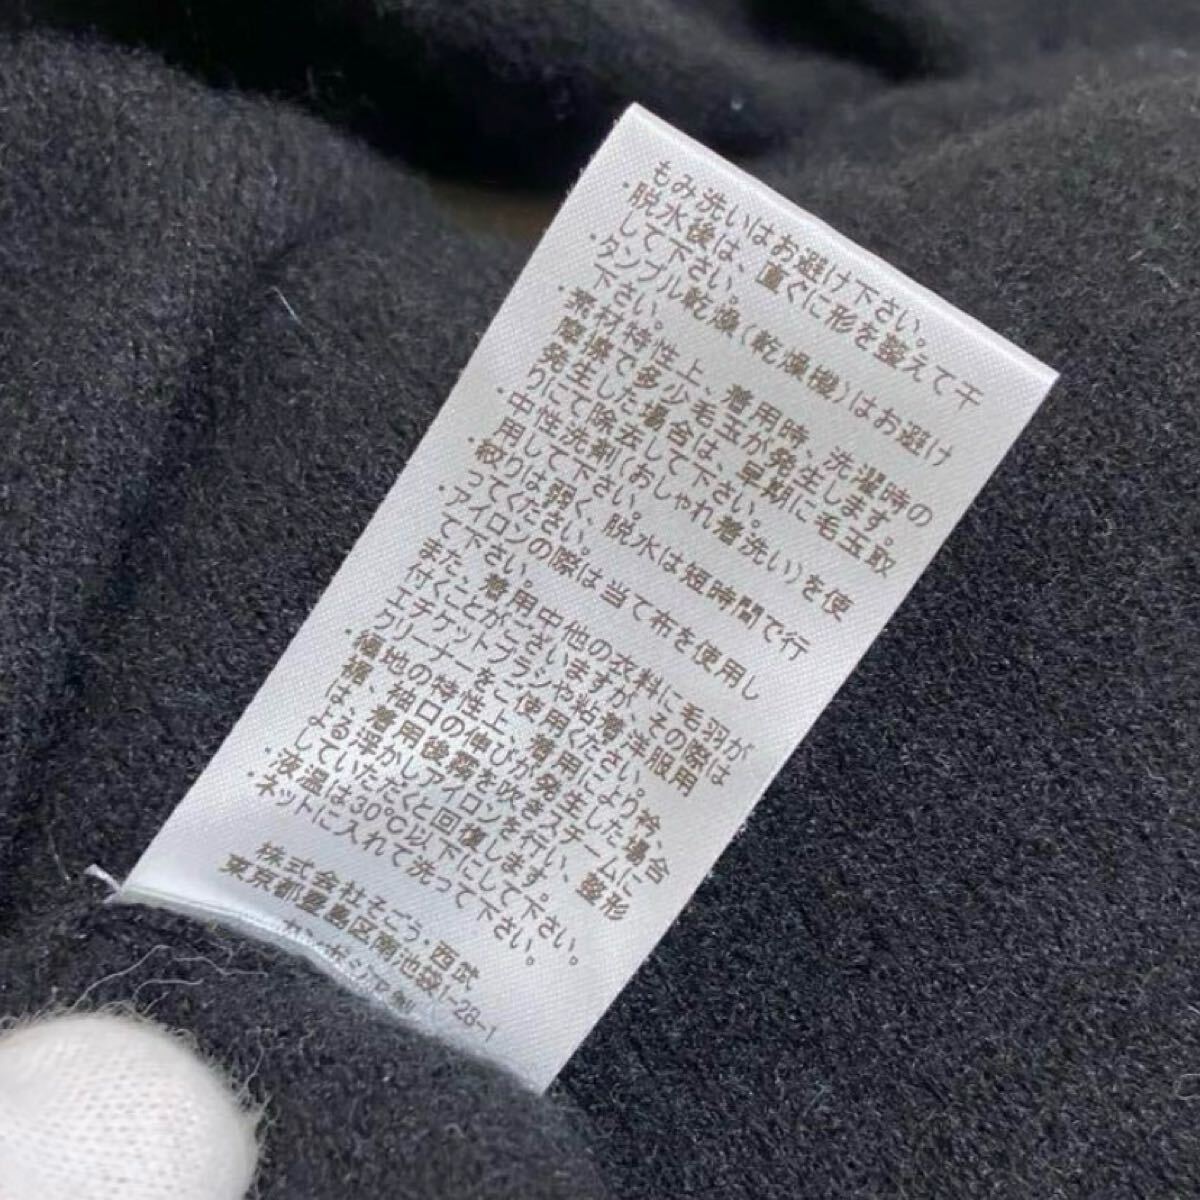 もみ洗いはお避け下さい。
・脱水後は、直ぐに形を整えて干
して下さい。
・タンブル乾燥(乾燥機)はお避け
下さい。
・素材特性上、着用時、洗濯時の
摩擦で多少毛玉が発生します。
発生した場合は、早期に毛玉取
りにて除去して下さい。
・中性洗剤(おしゃれ着洗い)を使
用して下さい。
・絞りは弱く、脱水は短時間で行
ってください。
・アイロンの際は当て布を使用し
て下さい。
また、着用中他の衣料に毛羽が
付くことがございますが、その際は
エチケットブラシや粘着洋服用
クリーナーをご使用ください。
・編地の特性上、着用により衿、
裾、袖口の伸びが発生した場合
は、着用後霧を吹きスチームに
よる浮かしアイロンを行い、整形
していただくと回復します。
・液温は30℃以下にして下さい。
・ネットに入れて洗って下さい。
株式会社そごう・西武
東京都豊島区南池袋1-28-1
カンボジア製